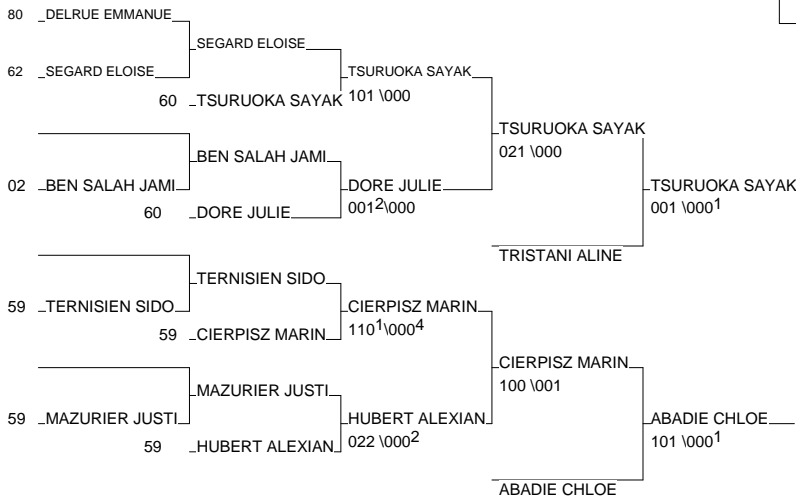 80 DELRUE EMMANUE
SEGARD ELOISE
62 SEGARD ELOISE
TSURUOKA SAYAK
60 TSURUOKA SAYAK
101 \000
TSURUOKA SAYAK
021 \000
BEN SALAH JAMI
02 BEN SALAH JAMI
DORE JULIE
TSURUOKA SAYAK
60 DORE JULIE
001²\000
001 \000¹
TRISTANI ALINE
TERNISIEN SIDO
59 TERNISIEN SIDO
CIERPISZ MARIN
59 CIERPISZ MARIN
110¹\000⁴
CIERPISZ MARIN
100 \001
MAZURIER JUSTI
59 MAZURIER JUSTI
HUBERT ALEXIAN
ABADIE CHLOE
59 HUBERT ALEXIAN
022 \000²
101 \000¹
ABADIE CHLOE